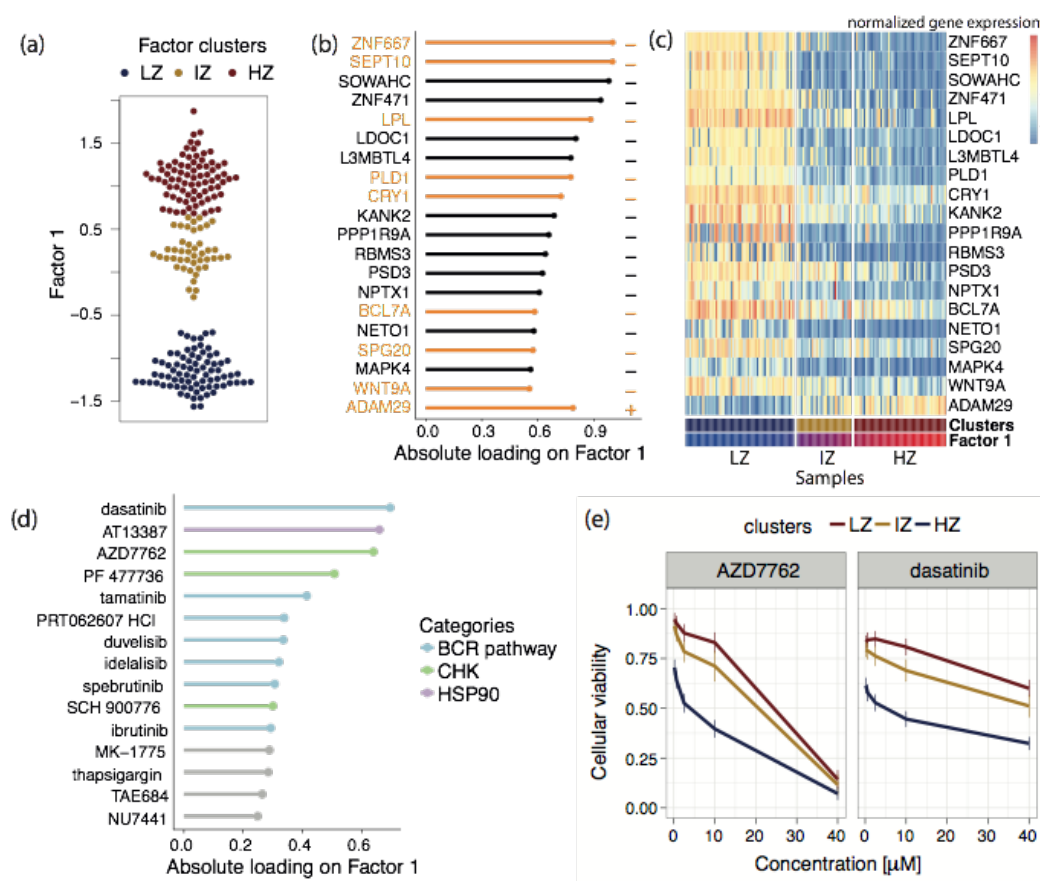 (a)
Factor clusters
LZ IZ HZ
Factor 1
1.5
0.5
−0.5
−1.5
(b)
ZNF667 −
SEPT10 −
SOWAHC −
ZNF471 −
LPL −
LDOC1 −
L3MBTL4 −
PLD1 −
CRY1 −
KANK2 −
PPP1R9A −
RBMS3 −
PSD3 −
NPTX1 −
BCL7A −
NETO1 −
SPG20 −
MAPK4 −
WNT9A −
ADAM29 +
0.0 0.3 0.6 0.9
Absolute loading on Factor 1
(c)
normalized gene expression
ZNF667
SEPT10
SOWAHC
ZNF471
LPL
LDOC1
L3MBTL4
PLD1
CRY1
KANK2
PPP1R9A
RBMS3
PSD3
NPTX1
BCL7A
NETO1
SPG20
MAPK4
WNT9A
ADAM29
Clusters
Factor 1
LZ IZ HZ
Samples
(d)
dasatinib
AT13387
AZD7762
PF 477736
tamatinib
PRT062607 HCl
duvelisib
idelalisib
spebrutinib
SCH 900776
ibrutinib
MK−1775
thapsigargin
TAE684
NU7441
0.0 0.3 0.6
Absolute loading on Factor 1
Categories
BCR pathway
CHK
HSP90
(e)
clusters LZ IZ HZ
AZD7762 dasatinib
Cellular viability
1.00
0.75
0.50
0.25
0.00
0 10 20 30 40 0 10 20 30 40
Concentration [μM]